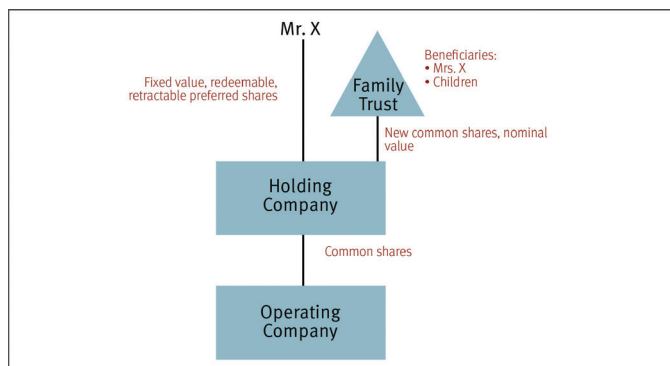 Mr. X
Fixed value, redeemable,
retractable preferred shares
Family
Trust
Beneficiaries:
• Mrs. X
• Children
New common shares, nominal
value
Holding
Company
Common shares
Operating
Company